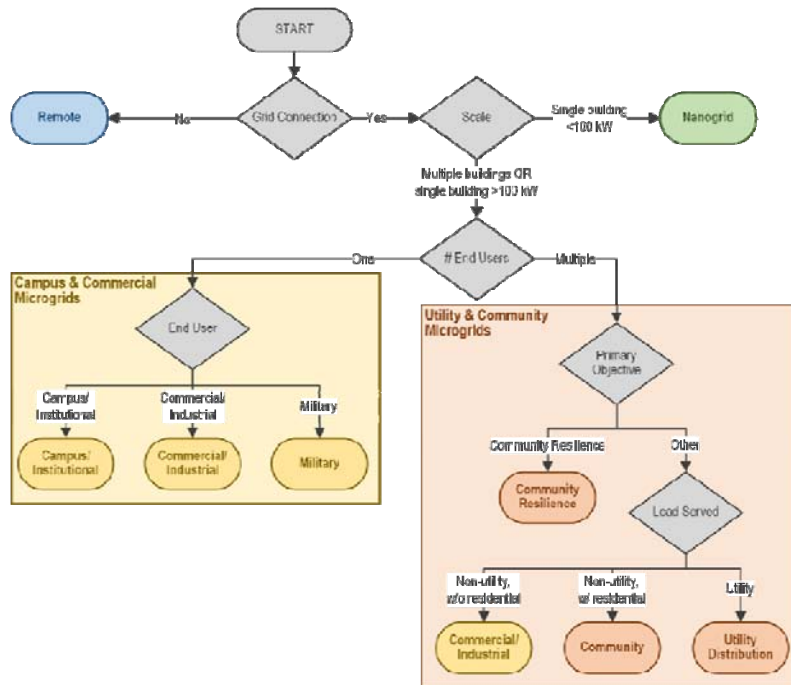 START
Remote
No
Grid Connection
Yes
Scale
Single building
<100 kW
Nanogrid
Multiple buildings OR
single building >100 kW
One
# End Users
Multiple
Campus & Commercial
Microgrids
End User
Campus/
Institutional
Commercial/
Industrial
Military
Campus/
Institutional
Commercial/
Industrial
Military
Utility & Community
Microgrids
Primary
Objective
Community Resilience
Other
Community
Resilience
Load Served
Non-utility,
w/o residential
Non-utility,
w/ residential
Utility
Commercial/
Industrial
Community
Utility
Distribution